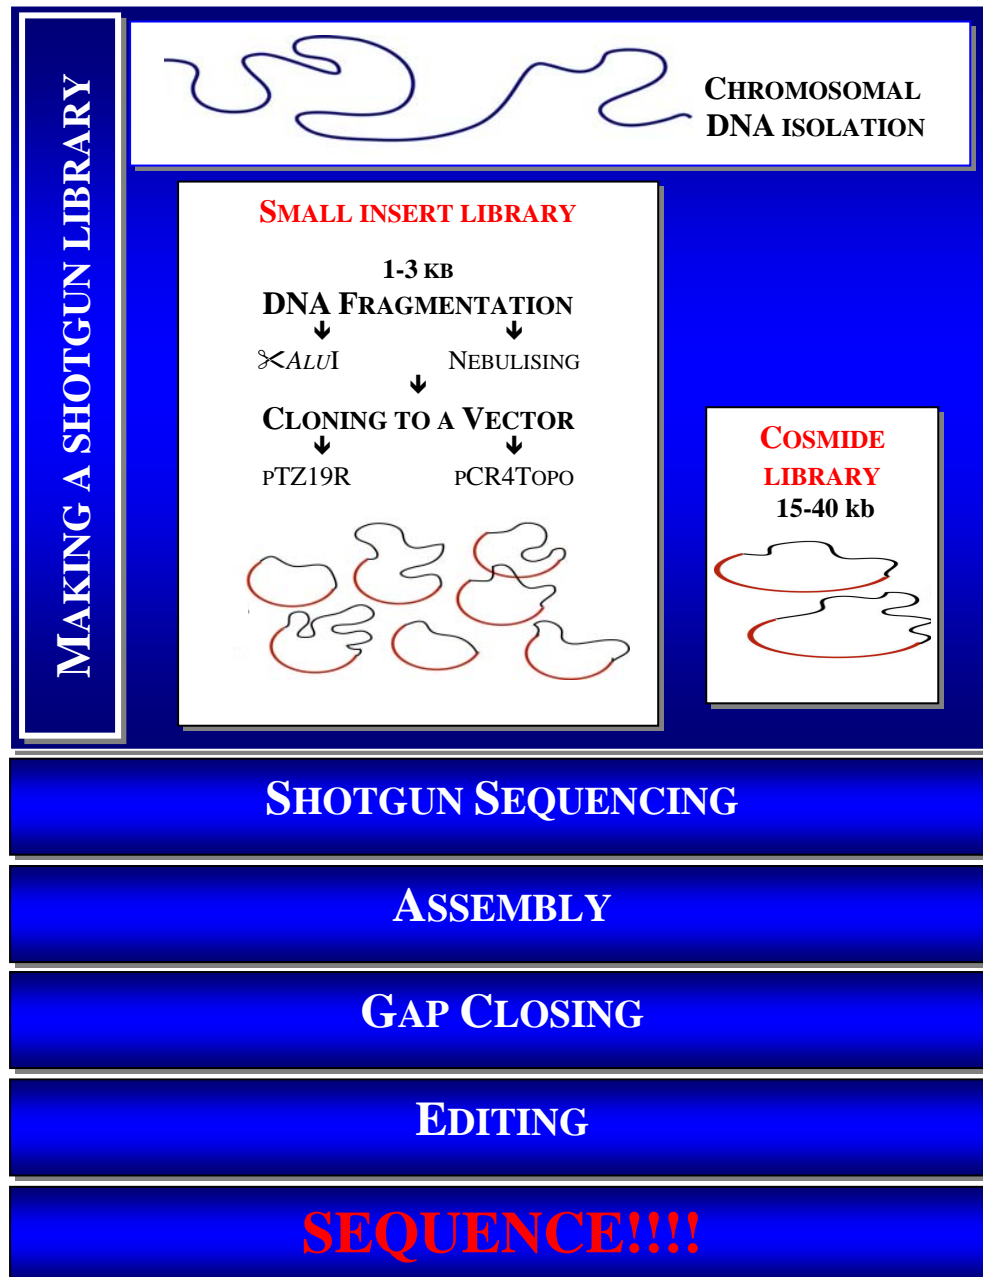 MAKING A SHOTGUN LIBRARY
CHROMOSOMAL
DNA ISOLATION
SMALL INSERT LIBRARY
1-3 KB
DNA FRAGMENTATION
ALUI NEBULISING
CLONING TO A VECTOR
PTZ19R PCR4TOPO
COSMIDE
LIBRARY
15-40 kb
SHOTGUN SEQUENCING
ASSEMBLY
GAP CLOSING
EDITING
SEQUENCE!!!!